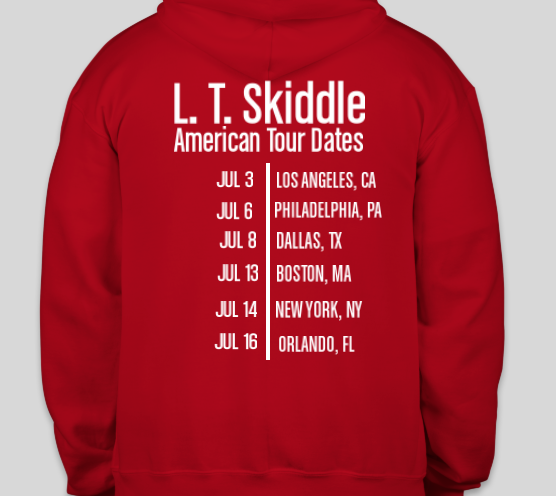 L. T. Skiddle
American Tour Dates
JUL 3 LOS ANGELES, CA
JUL 6 PHILADELPHIA, PA
JUL 8 DALLAS, TX
JUL 13 BOSTON, MA
JUL 14 NEW YORK, NY
JUL 16 ORLANDO, FL